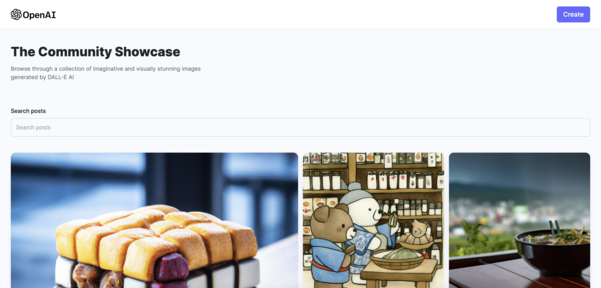 OpenAI
Create
The Community Showcase
Browse through a collection of imaginative and visually stunning images
generated by DALL-E AI
Search posts
Search posts